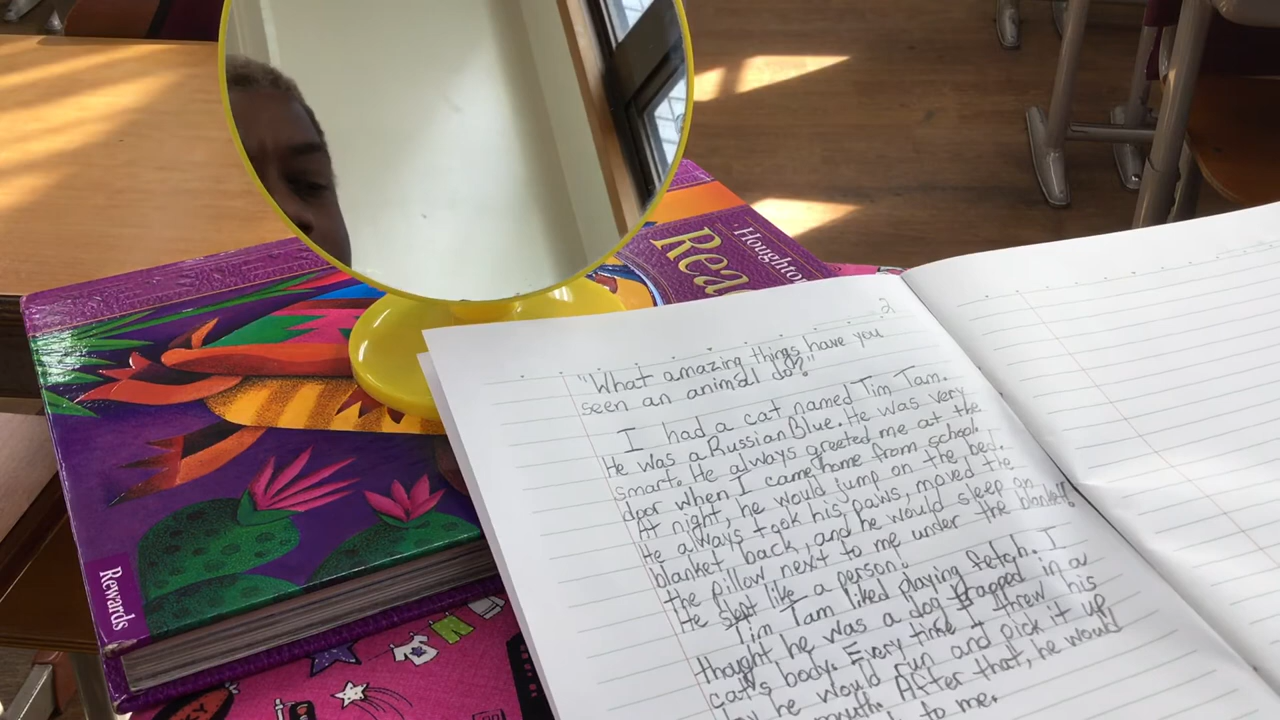 Houghton
Rea
Rewards
2
"What amazing things have you
seen an animal do?"
I had a cat named Tim Tam.
He was a Russian Blue. He was very
smart. He always greeted me at the
door when I came home from school.
At night, he would jump on the bed.
He always took his paws, moved the
blanket back, and he would sleep on
the pillow next to me under the blanket!
He slept like a person!
Tim Tam liked playing fetch. I
thought he was a dog trapped in a
cat's body. Every time I threw his
he would run and pick it up
mouth. After that, he would
to me.